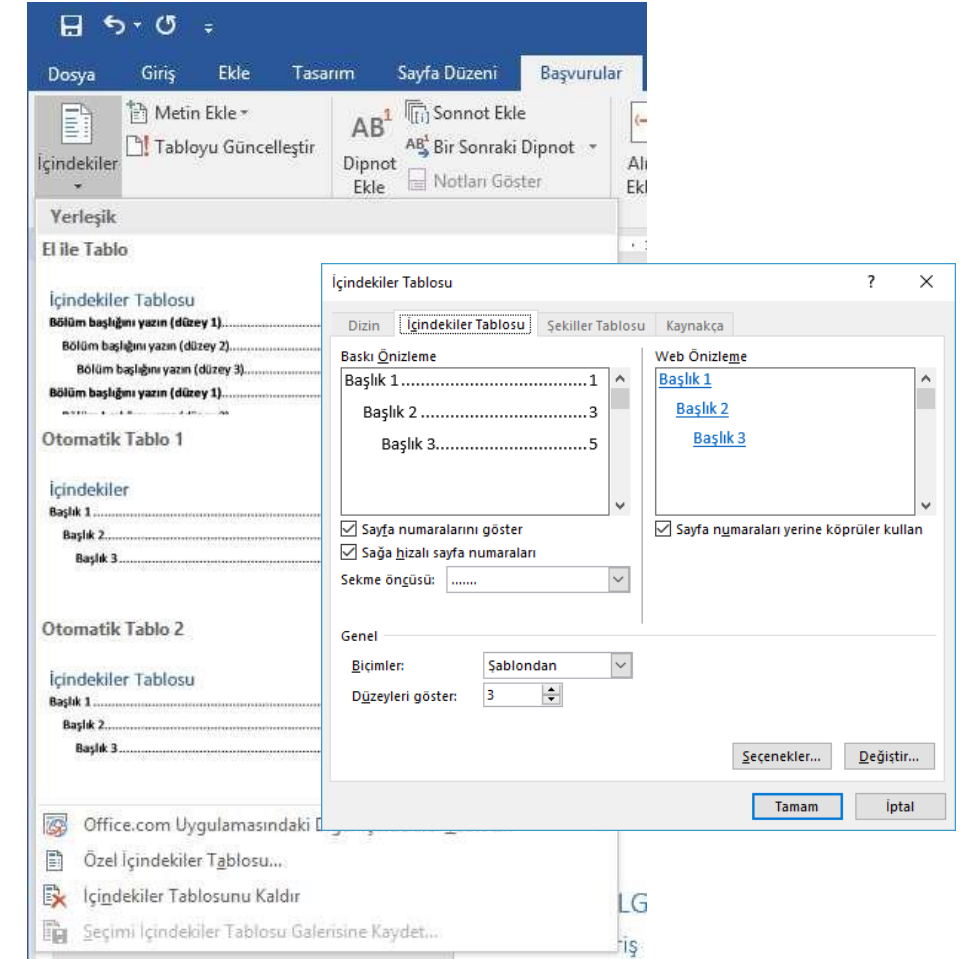 Dosya Giriş Ekle Tasarım Sayfa Düzeni Başvurular
İçindekiler
Metin Ekle
Tabloyu Güncelleştir
AB1
Dipnot
Ekle
Sonnot Ekle
AB1 Bir Sonraki Dipnot
Notları Göster
Yerleşik
El ile Tablo
İçindekiler Tablosu
Bölüm başlığını yazın (düzey 1)
Bölüm başlığını yazın (düzey 2)
Bölüm başlığını yazın (düzey 3)
Bölüm başlığını yazın (düzey 1)
Otomatik Tablo 1
İçindekiler
Başlık 1
Başlık 2
Başlık 3
Otomatik Tablo 2
İçindekiler Tablosu
Başlık 1
Başlık 2
Başlık 3
Office.com Uygulamasındaki
Özel İçindekiler Tablosu...
İçindekiler Tablosunu Kaldır
Seçimi İçindekiler Tablosu Galerisine Kaydet...
İçindekiler Tablosu ?
Dizin İçindekiler Tablosu Şekiller Tablosu Kaynakça
Baskı Önizleme
Başlık 1...............................1
Başlık 2............................3
Başlık 3............................5
Sayfa numaralarını göster
Sağa hizalı sayfa numaraları
Sekme öncüsü: .......
Web Önizleme
Başlık 1
Başlık 2
Başlık 3
Sayfa numaraları yerine köprüler kullan
Genel
Biçimler: Şablondan
Düzeyleri göster: 3
Seçenekler... Değiştir...
Tamam İptal